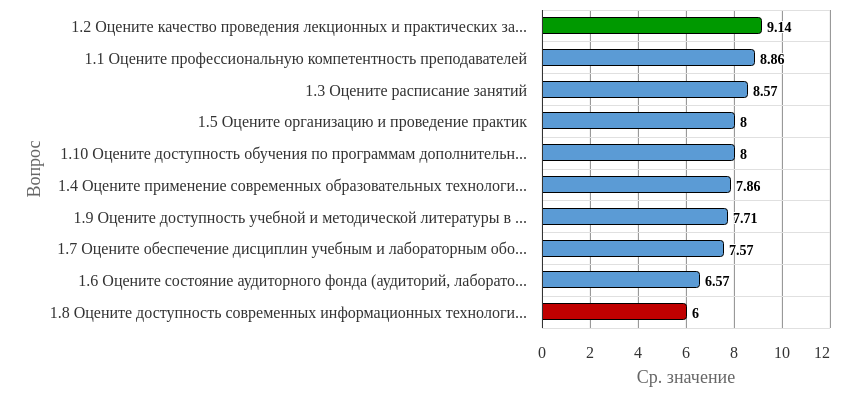 1.2 Оцените качество проведения лекционных и практических за...
9.14
1.1 Оцените профессиональную компетентность преподавателей
8.86
1.3 Оцените расписание занятий
8.57
1.5 Оцените организацию и проведение практик
8
1.10 Оцените доступность обучения по программам дополнительн...
8
1.4 Оцените применение современных образовательных технологи...
7.86
1.9 Оцените доступность учебной и методической литературы в ...
7.71
1.7 Оцените обеспечение дисциплин учебным и лабораторным обо...
7.57
1.6 Оцените состояние аудиторного фонда (аудиторий, лаборато...
6.57
1.8 Оцените доступность современных информационных технологи...
6
Вопрос
0 2 4 6 8 10 12
Ср. значение